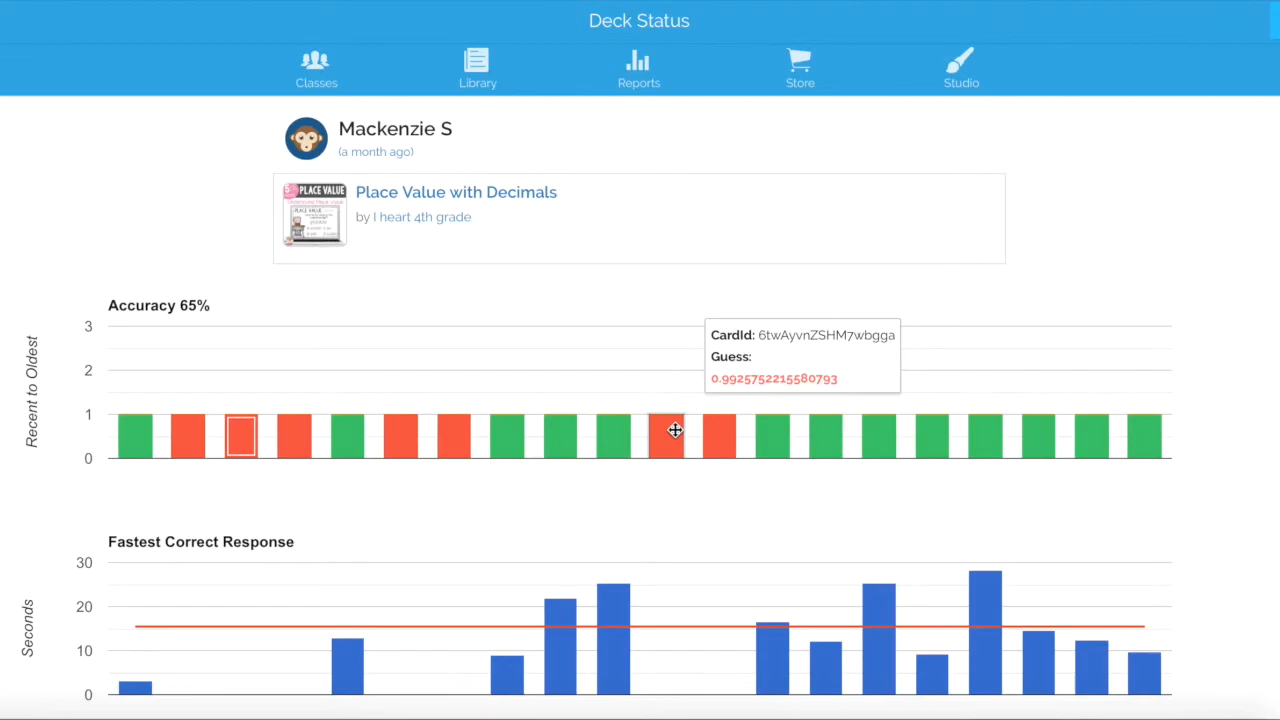 Deck Status
Classes
Library
Reports
Store
Studio
Mackenzie S
(a month ago)
PLACE VALUE
Place Value with Decimals
by I heart 4th grade
Accuracy 65%
Recent to Oldest
3
2
1
0
CardId: 6twAyvnZSHM7wbgga
Guess:
0.9925752215580793
Fastest Correct Response
Seconds
30
20
10
0